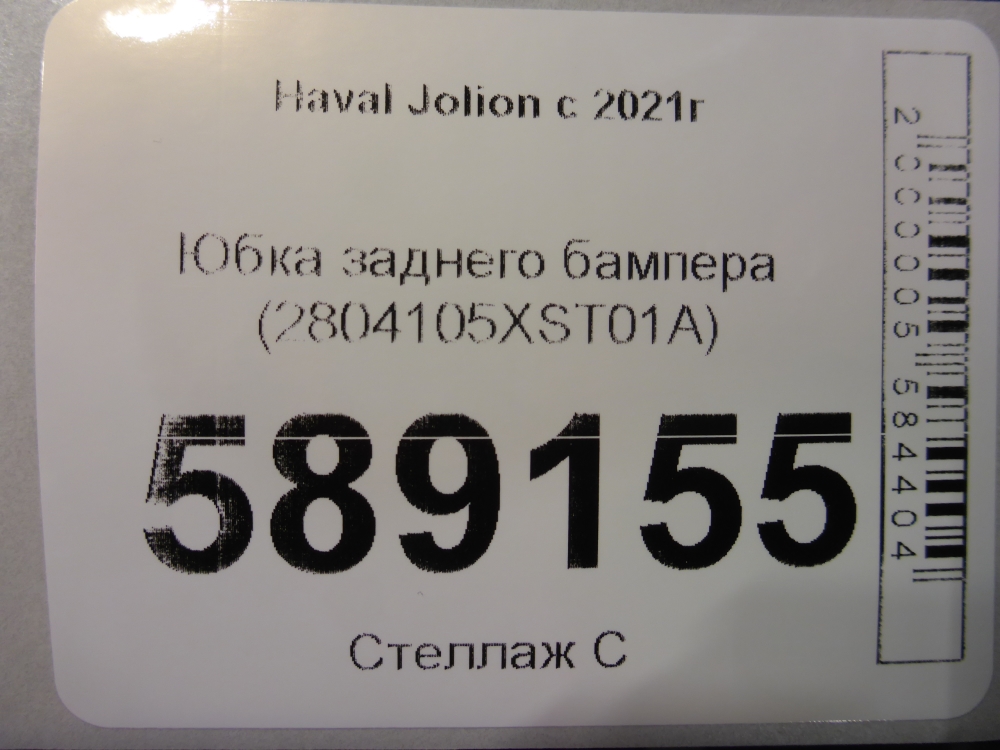 Haval Jolion с 2021г
Юбка заднего бампера
(2804105XST01A)
589155
Стеллаж С
2000005584404